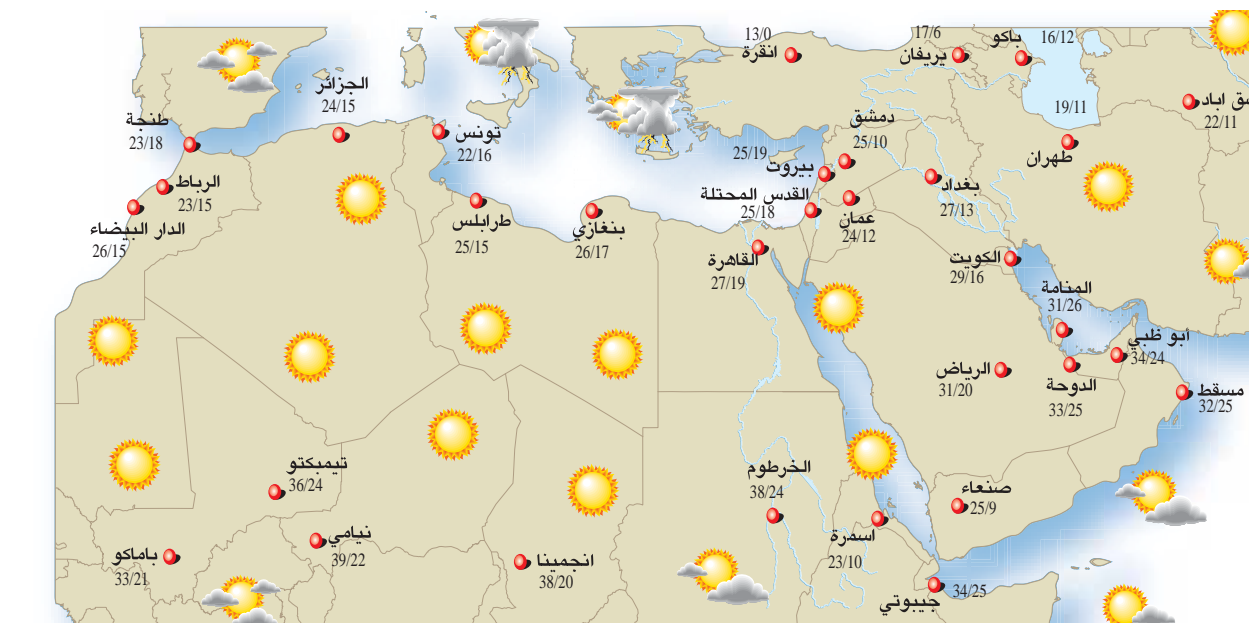 13/0
انقرة
17/6
يريفان
باكو
16/12
19/11
ق اباد
22/11
طهران
الجزائر
24/15
طنجة
23/18
تونس
22/16
دمشق
25/10
25/19
بيروت
الرباط
23/15
القدس المحتلة
25/18
بغداد
27/13
الدار البيضاء
26/15
طرابلس
25/15
بنغازي
26/17
عمان
24/12
القاهرة
27/19
الكويت
29/16
المنامة
31/26
أبو ظبي
34/24
الرياض
31/20
الدوحة
33/25
مسقط
32/25
تيمبكتو
36/24
الخرطوم
38/24
صنعاء
25/9
نيامي
39/22
باماكو
33/21
انجمينا
38/20
اسمرة
23/10
جيبوتي
34/25